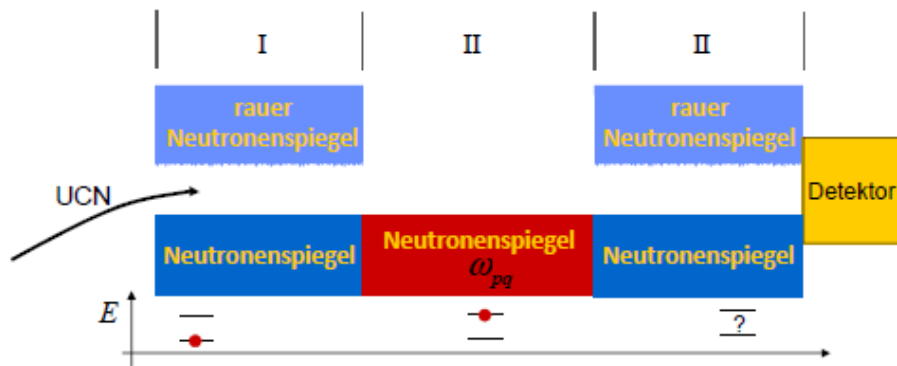 I II II
rauer
Neutronenspiegel
rauer
Neutronenspiegel
UCN
Detektor
Neutronenspiegel
Neutronenspiegel
ω_pq
Neutronenspiegel
E
?